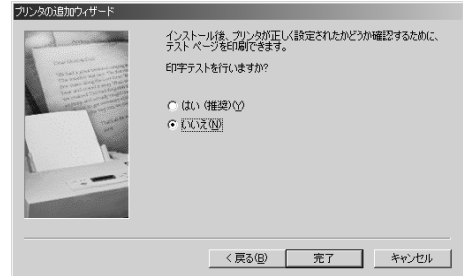 プリンタの追加ウィザード
インストール後、プリンタが正しく設定されたかどうか確認するために、
テスト ページを印刷できます。
印字テストを行いますか?
はい (推奨)(Y)
いいえ(N)
< 戻る(B)
完了
キャンセル